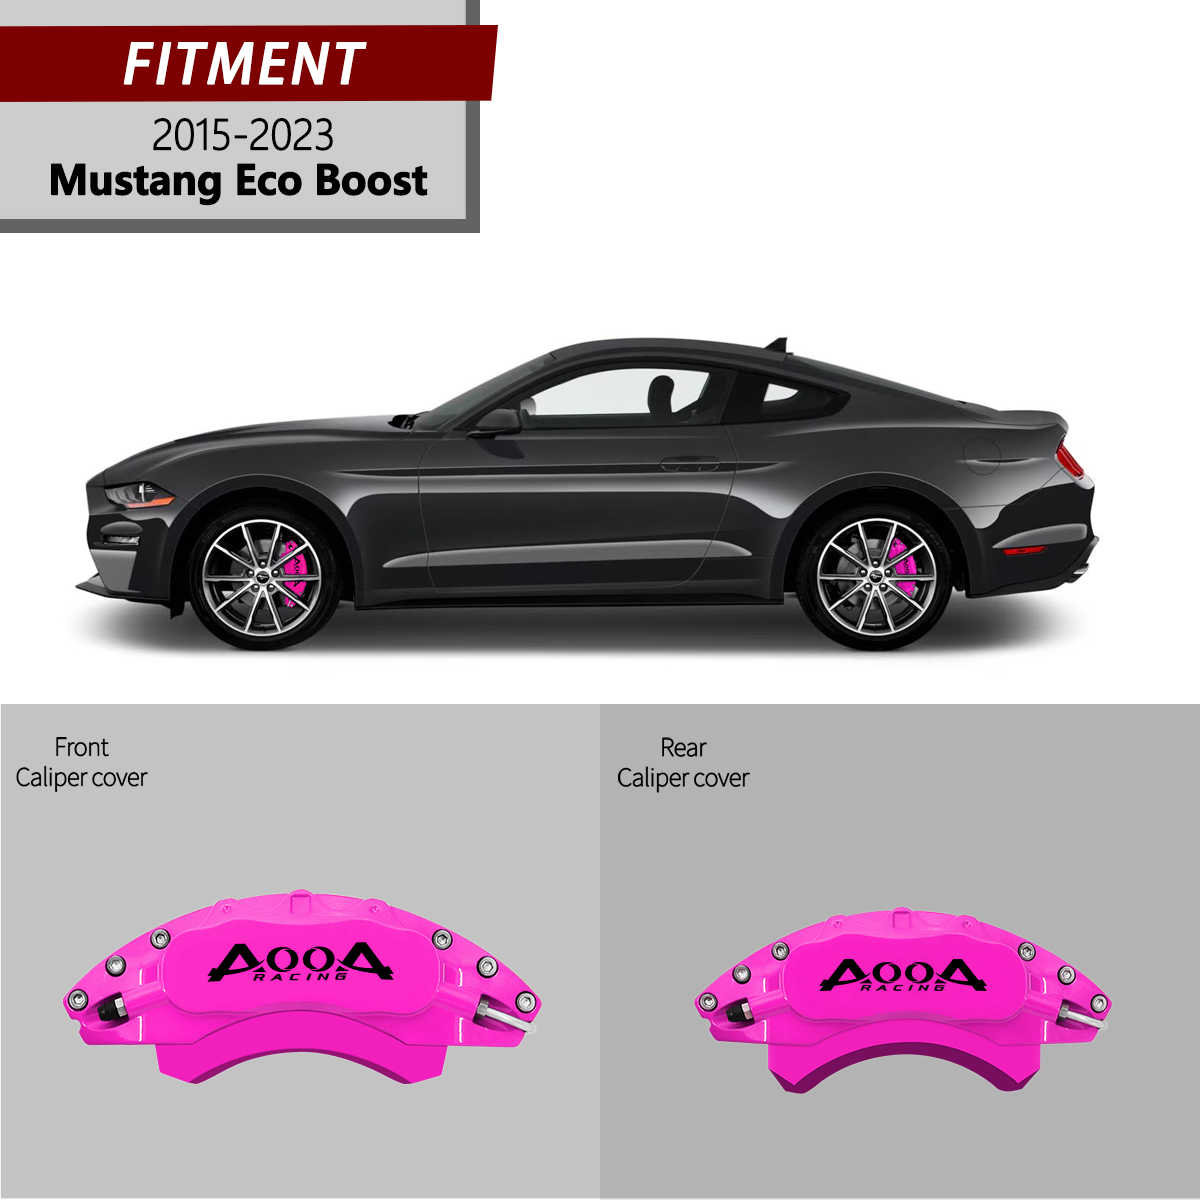 FITMENT
2015-2023
Mustang Eco Boost
Front
Caliper cover
Rear
Caliper cover
AOOA
RACING
AOOA
RACING